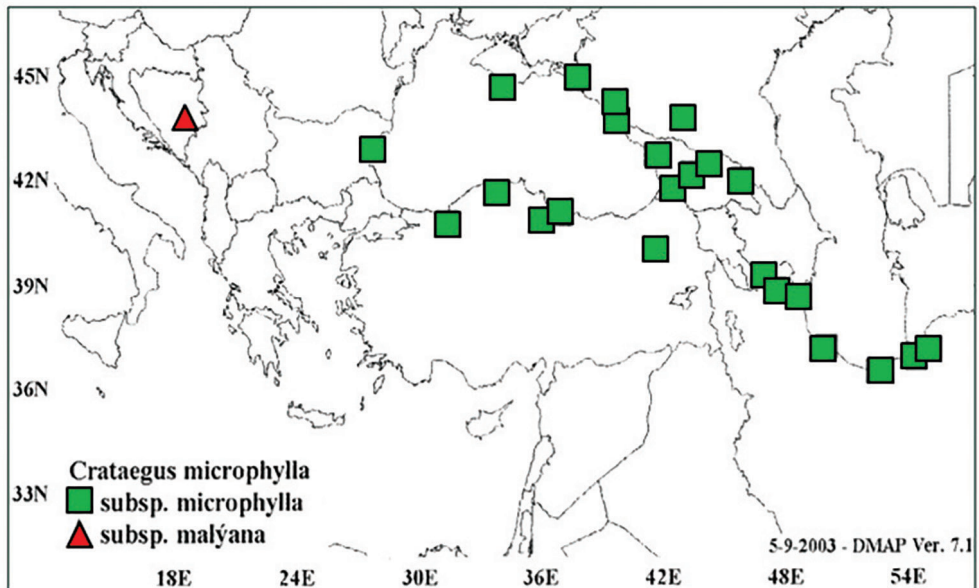 45N
42N
39N
36N
33N
Crataegus microphylla
subsp. microphylla
subsp. malýana
5-9-2003 - DMAP Ver. 7.1
18E 24E 30E 36E 42E 48E 54E